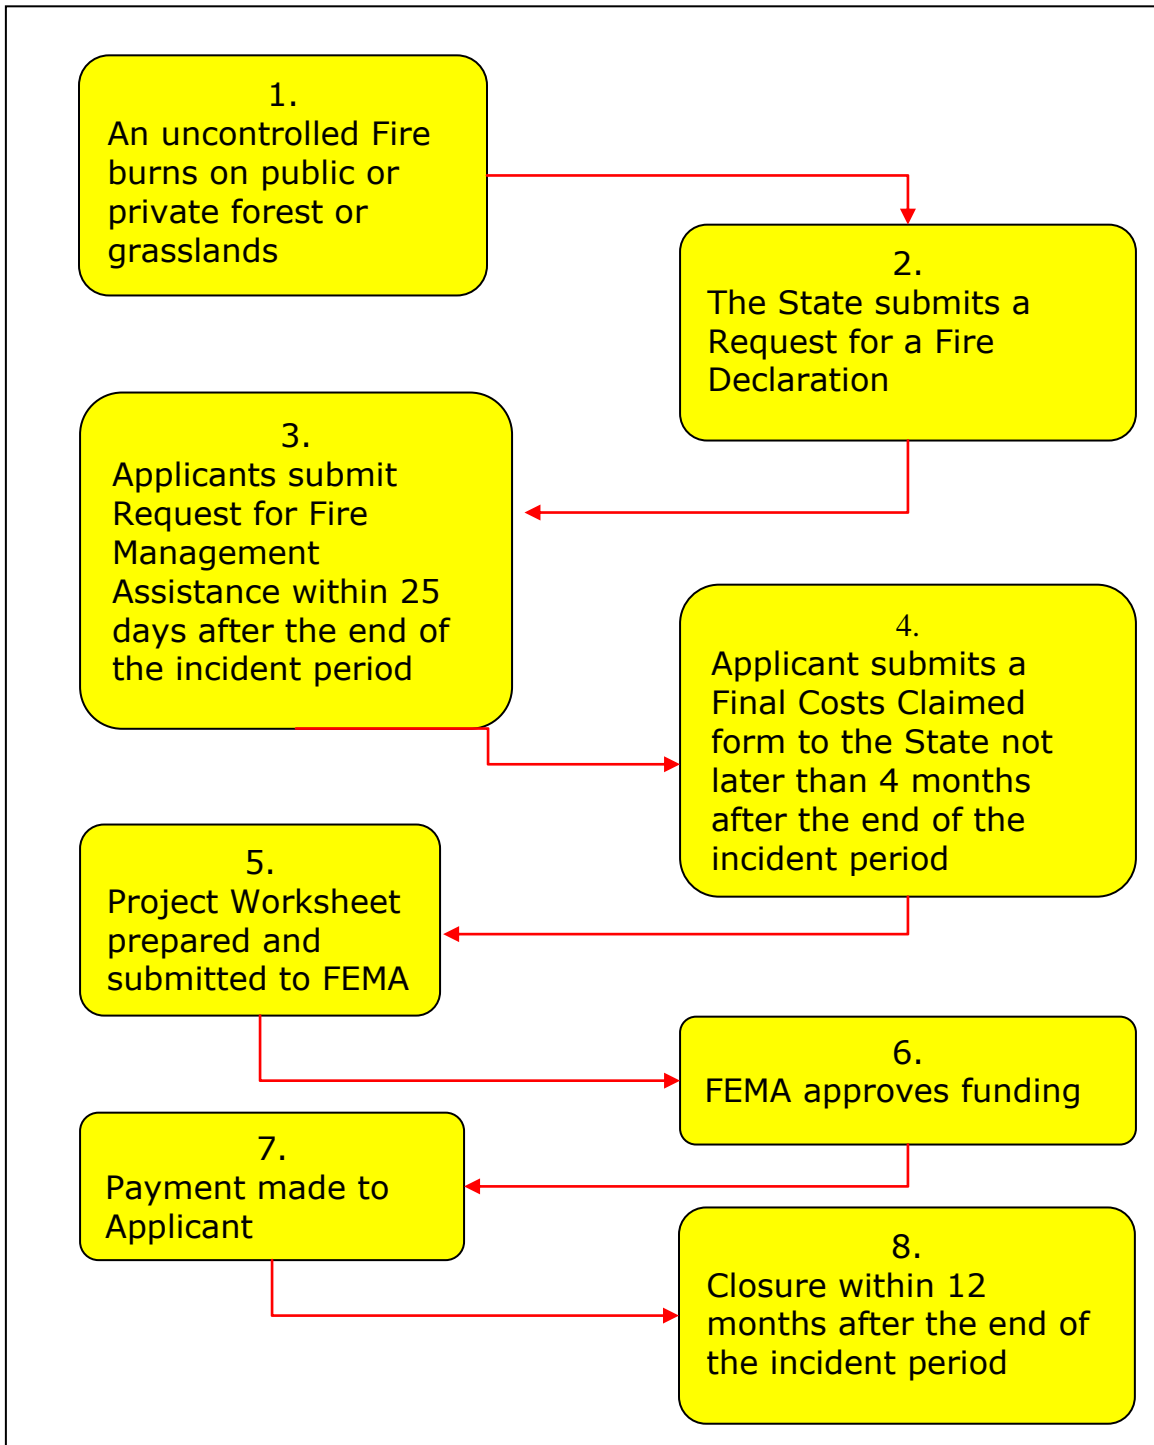 1.
An uncontrolled Fire
burns on public or
private forest or
grasslands
2.
The State submits a
Request for a Fire
Declaration
3.
Applicants submit
Request for Fire
Management
Assistance within 25
days after the end of
the incident period
4.
Applicant submits a
Final Costs Claimed
form to the State not
later than 4 months
after the end of the
incident period
5.
Project Worksheet
prepared and
submitted to FEMA
6.
FEMA approves funding
7.
Payment made to
Applicant
8.
Closure within 12
months after the end of
the incident period